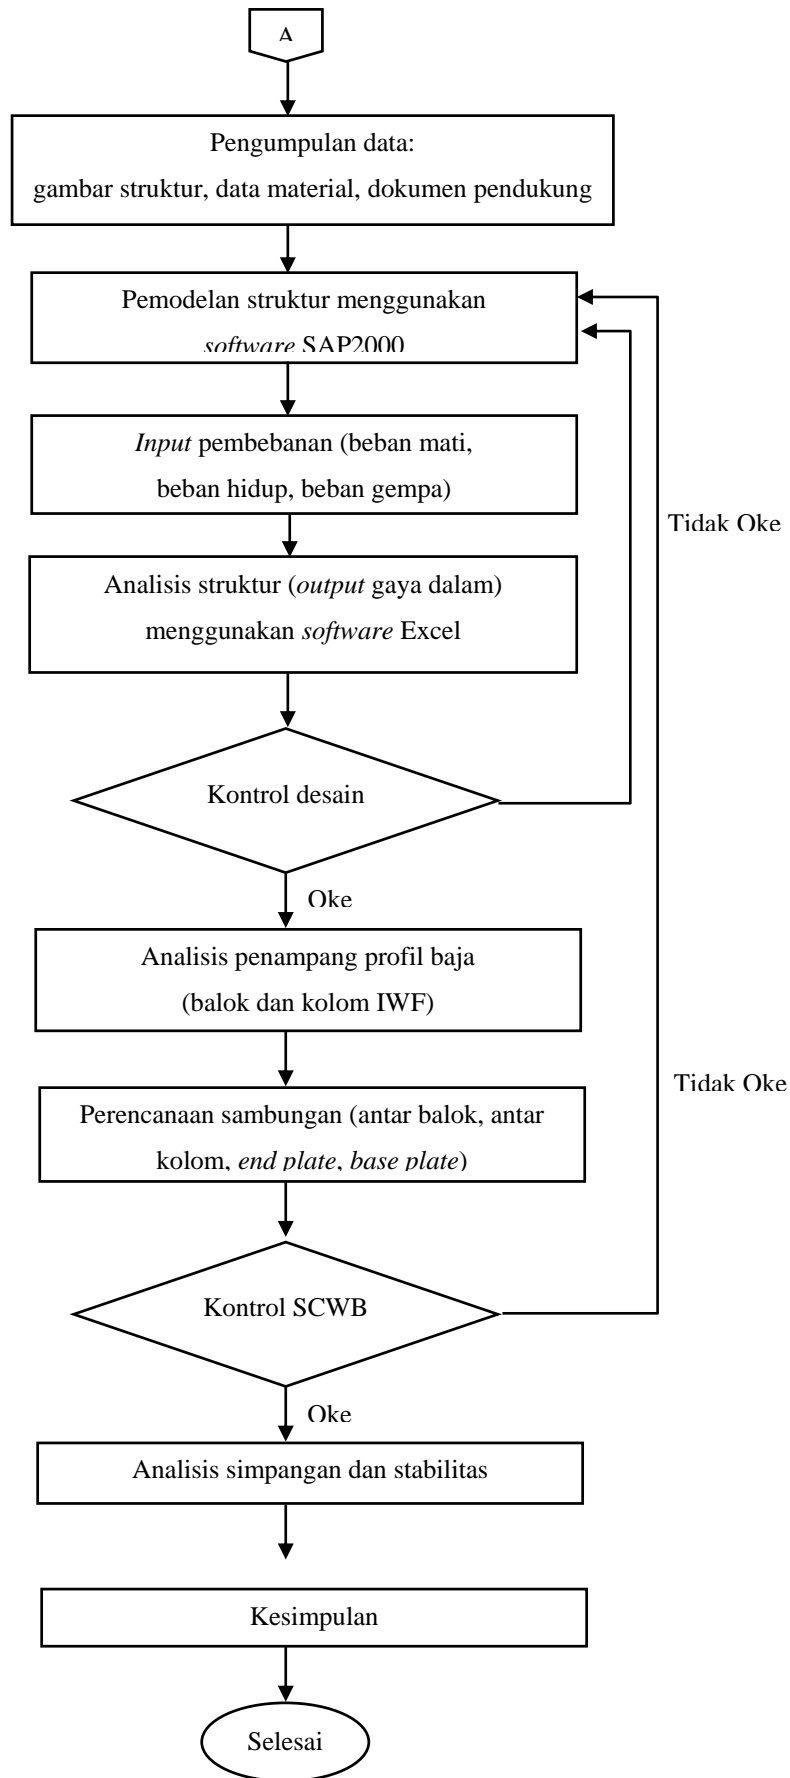 A
Pengumpulan data:
gambar struktur, data material, dokumen pendukung
Pemodelan struktur menggunakan
software SAP2000
Input pembebanan (beban mati,
beban hidup, beban gempa)
Tidak Oke
Analisis struktur (output gaya dalam)
menggunakan software Excel
Kontrol desain
Oke
Analisis penampang profil baja
(balok dan kolom IWF)
Tidak Oke
Perencanaan sambungan (antar balok, antar
kolom, end plate, base plate)
Kontrol SCWB
Oke
Analisis simpangan dan stabilitas
Kesimpulan
Selesai